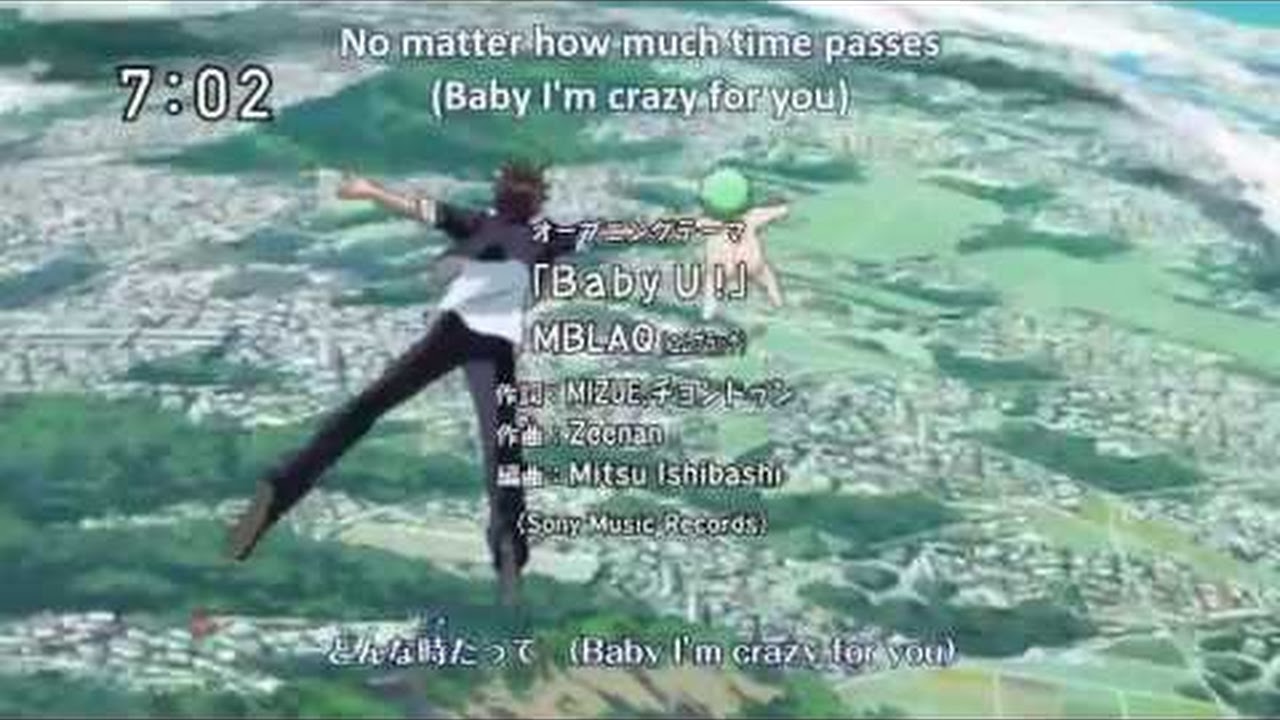 No matter how much time passes
(Baby I'm crazy for you)
7:02
オープニングテーマ
「Baby U!」
MBLAQ
作詞:MIZUE,チョントゥン
作曲:Zeenan
編曲:Mitsu Ishibashi
(Sony Music Records)
どんな時たって (Baby I'm crazy for you)